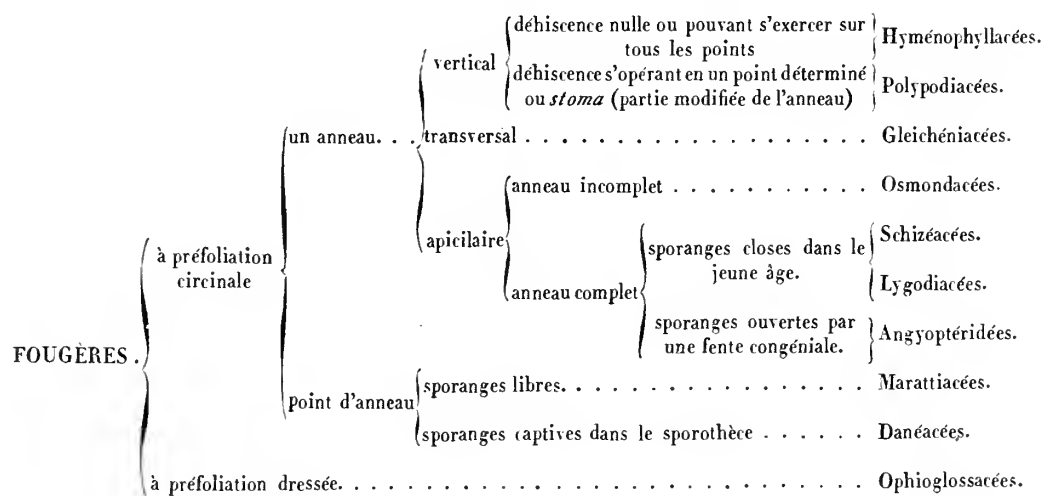 déhiscence nulle ou pouvant s'exercer sur
tous les points
Hyménophyllacées.
vertical
déhiscence s'opérant en un point déterminé
ou stoma (partie modifiée de l'anneau)
Polypodiacées.
un anneau. . . transversal . . . . . . . . . . . . . . . . . . Gleichéniacées.
anneau incomplet . . . . . . . . . . . Osmondacées.
apicilaire
à préfoliation
circinale
sporanges closes dans le
jeune âge.
Schizéacées.
Lygodiacées.
anneau complet
sporanges ouvertes par
une fente congéniale.
Angyoptéridées.
FOUGÈRES .
point d'anneau
sporanges libres. . . . . . . . . . . . . . . . . Marattiacées.
sporanges captives dans le sporothèce . . . . . . Danéacées.
à préfoliation dressée. . . . . . . . . . . . . . . . . . . . . . . . . . . . Ophioglossacées.